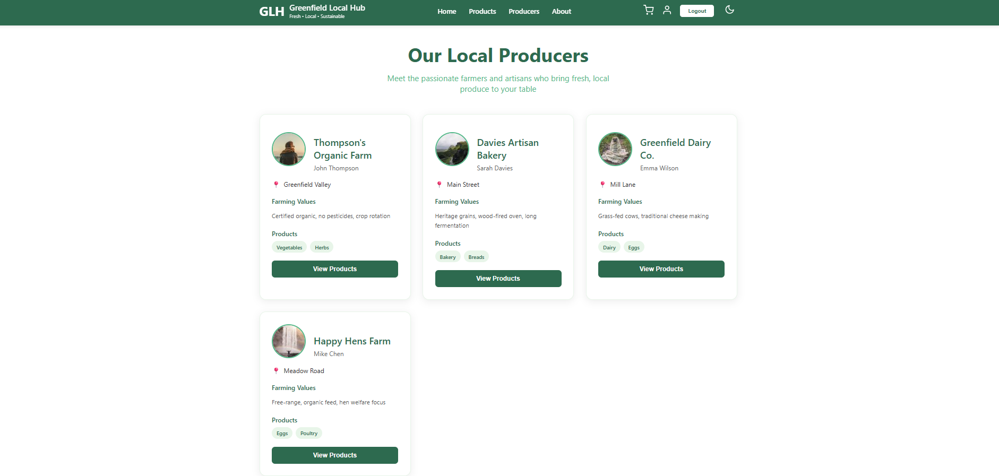 GLH
Greenfield Local Hub
Fresh • Local • Sustainable
Home
Products
Producers
About
Logout
Our Local Producers
Meet the passionate farmers and artisans who bring fresh, local
produce to your table
Thompson's
Organic Farm
John Thompson
Greenfield Valley
Farming Values
Certified organic, no pesticides, crop rotation
Products
Vegetables
Herbs
View Products
Davies Artisan
Bakery
Sarah Davies
Main Street
Farming Values
Heritage grains, wood-fired oven, long
fermentation
Products
Bakery
Breads
View Products
Greenfield Dairy
Co.
Emma Wilson
Mill Lane
Farming Values
Grass-fed cows, traditional cheese making
Products
Dairy
Eggs
View Products
Happy Hens Farm
Mike Chen
Meadow Road
Farming Values
Free-range, organic feed, hen welfare focus
Products
Eggs
Poultry
View Products